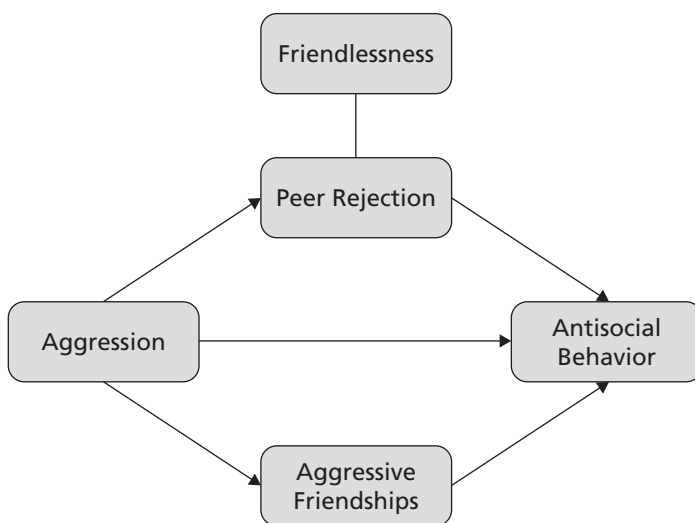 Friendlessness
Peer Rejection
Aggression
Antisocial
Behavior
Aggressive
Friendships